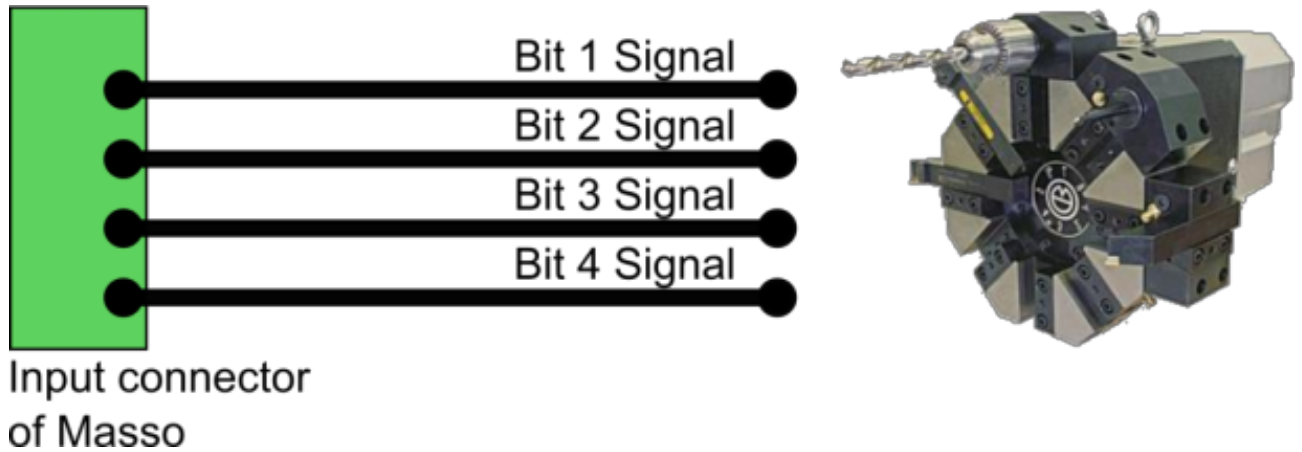 Bit 1 Signal
Bit 2 Signal
Bit 3 Signal
Bit 4 Signal
Input connector
of Masso